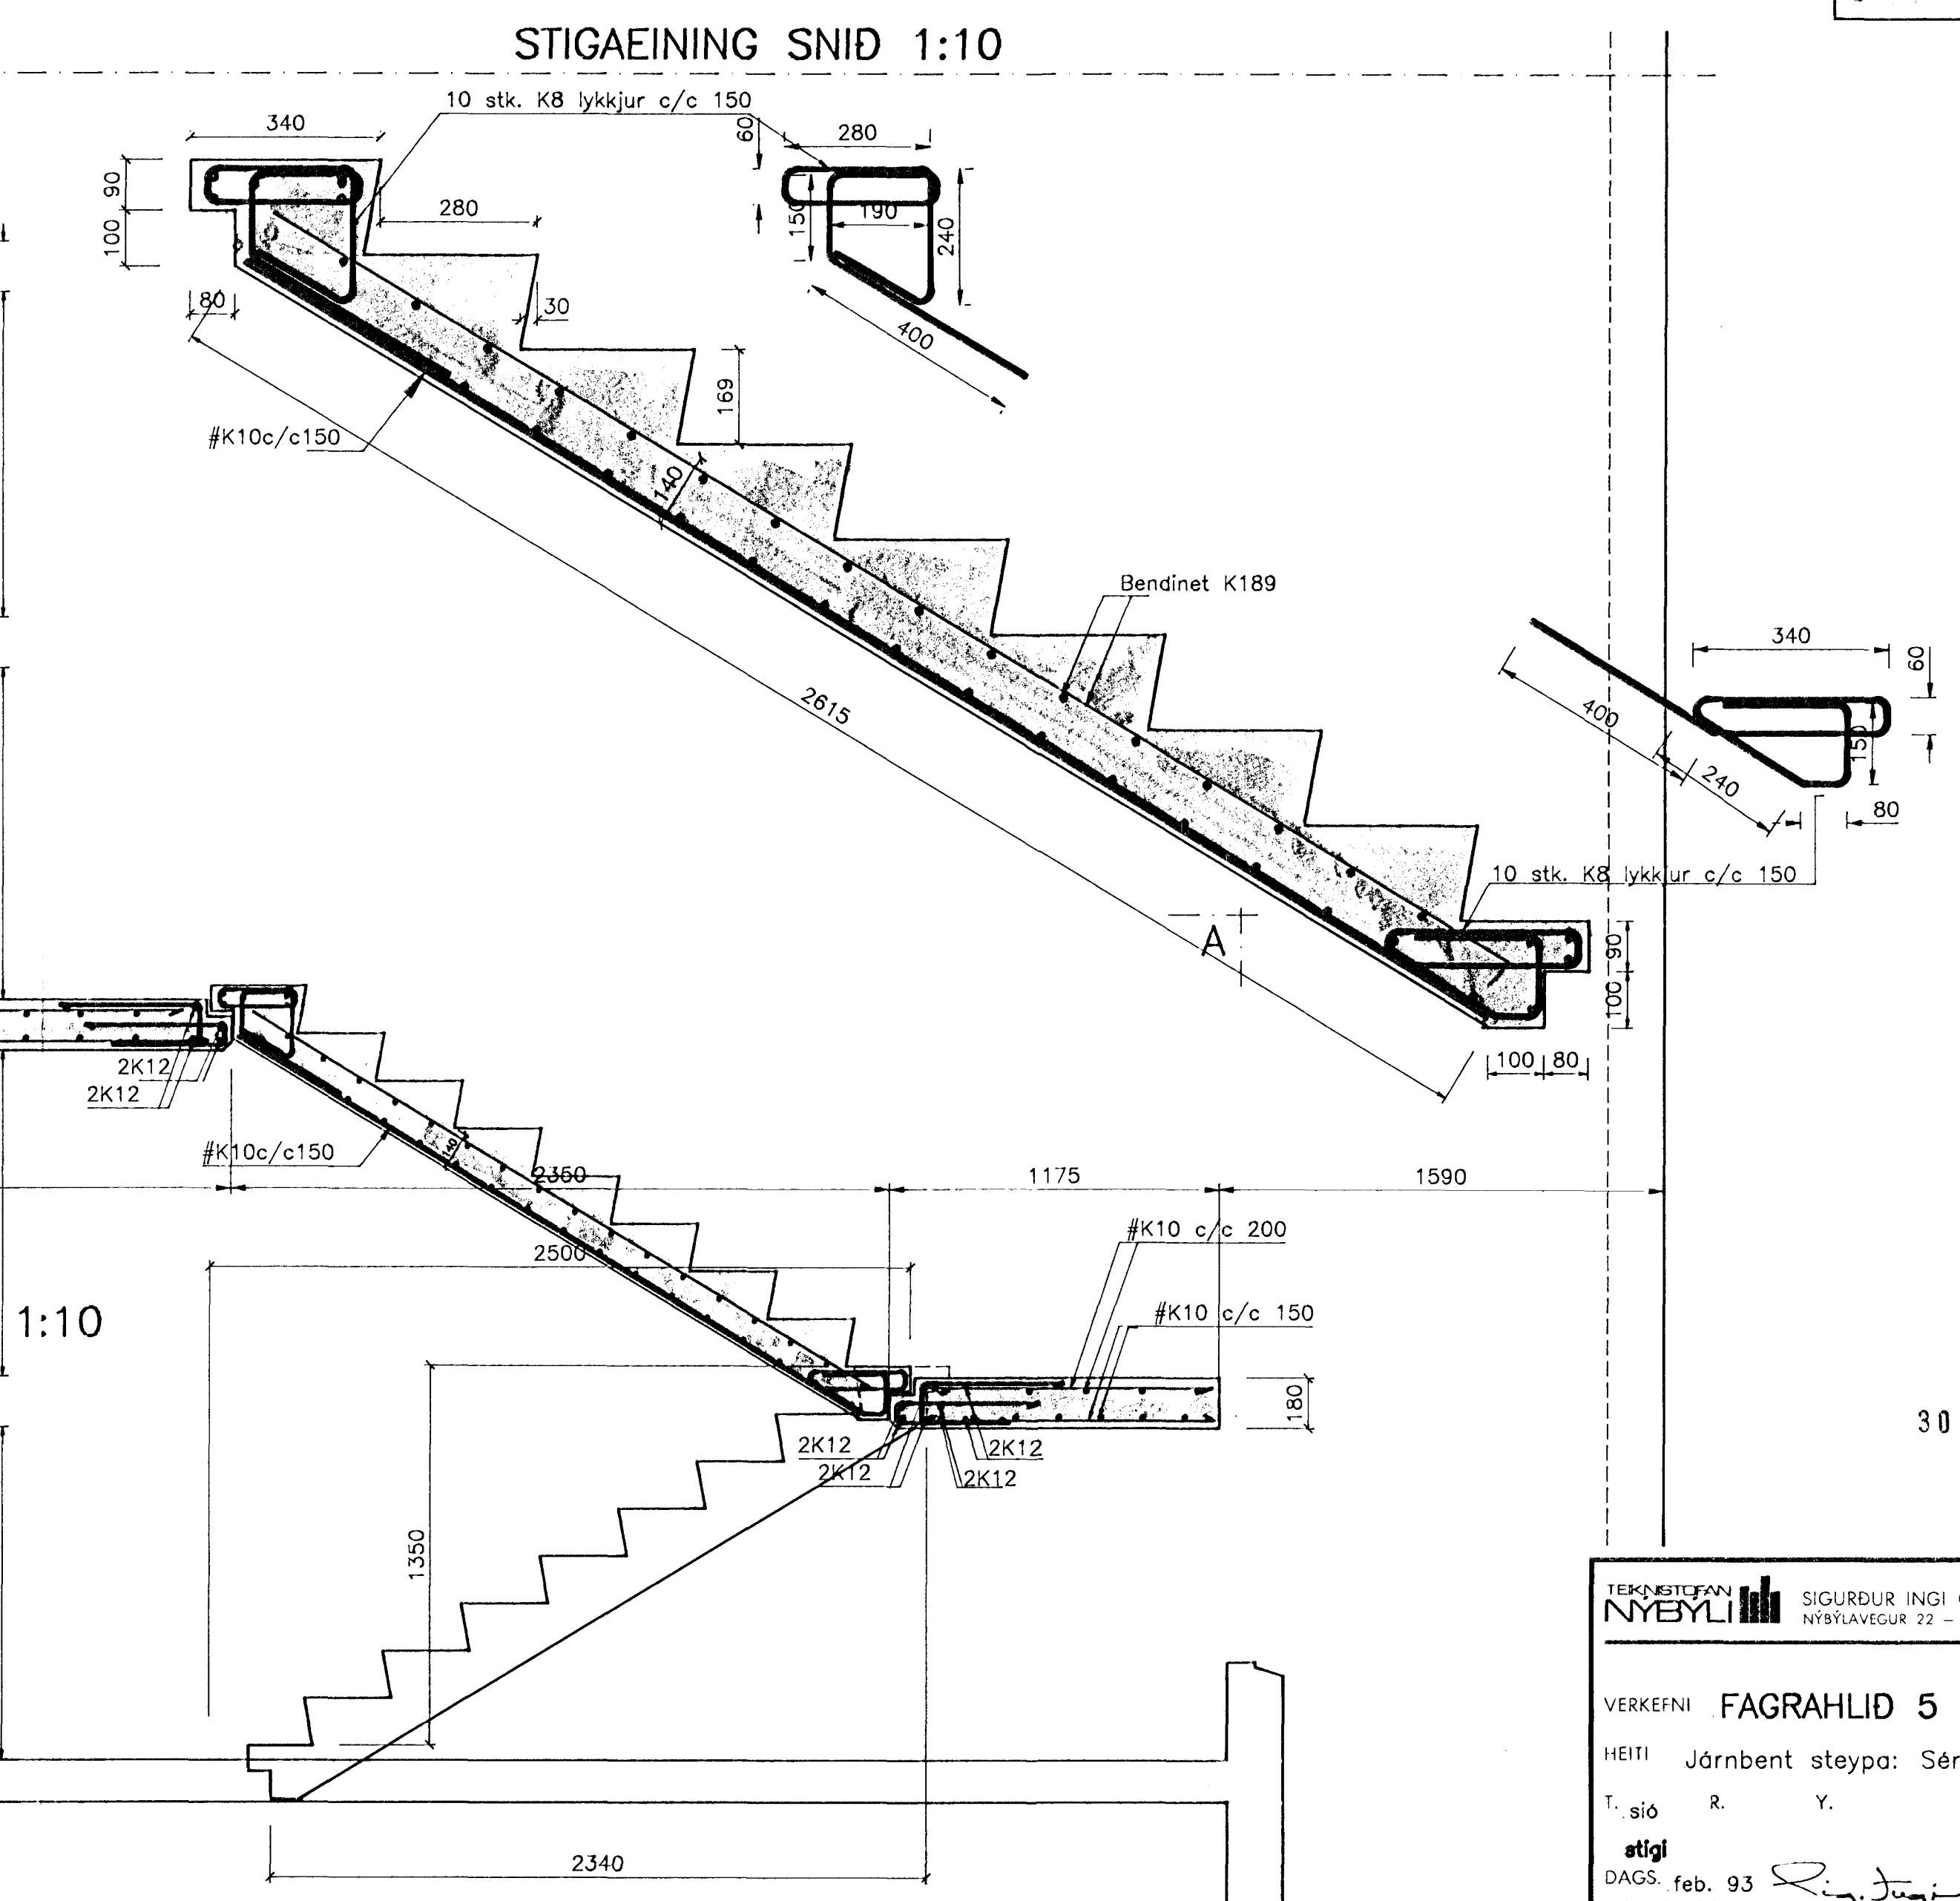 STIGAEINING SNIÐ 1:10
10 stk. K8 lykkjur c/c 150
340
60
280
90
100
280
150
190
240
80
30
400
169
#K10c/c150
140
Bendinet K189
340
60
2615
400
150
240
80
10 stk. K8 lykkjur c/c 150
A
90
100
100
80
2K12
2K12
#K10c/c150
140
2350
1175
1590
#K10 c/c 200
2500
#K10 c/c 150
1:10
180
30
2K12
2K12
2K12
2K12
1350
TEIKNISTOFAN
NÝBÝLI
SIGURÐUR INGI
NÝBÝLAVEGUR 22 –
VERKEFNI FAGRAHLIÐ 5
HEITI Járnbent steypa: Sér
T. sió R. Y.
stigi
DAGS. feb. 93
2340